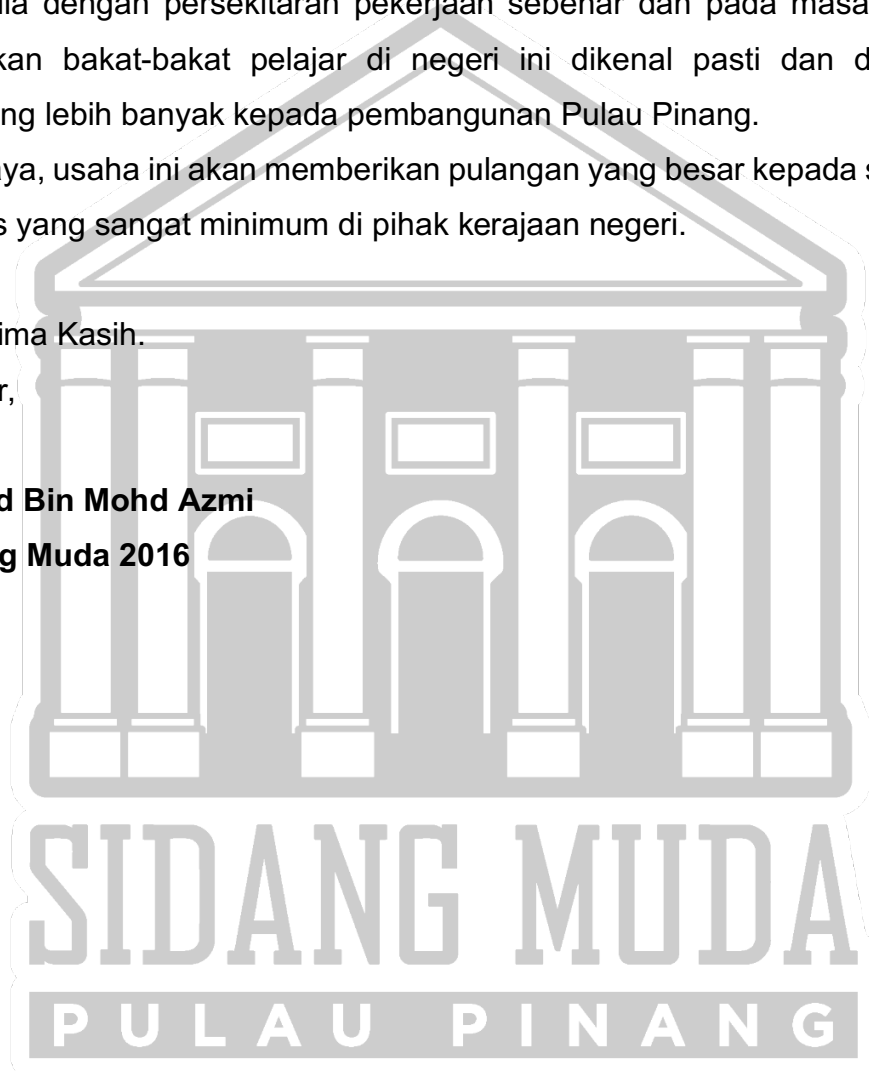 ia dengan persekitaran pekerjaan sebenar dan pada masa
kan bakat-bakat pelajar di negeri ini dikenal pasti dan d
ng lebih banyak kepada pembangunan Pulau Pinang.
ya, usaha ini akan memberikan pulangan yang besar kepada s
s yang sangat minimum di pihak kerajaan negeri.
ima Kasih.
r,
d Bin Mohd Azmi
g Muda 2016
SIDANG MUDA
PULAU PINANG